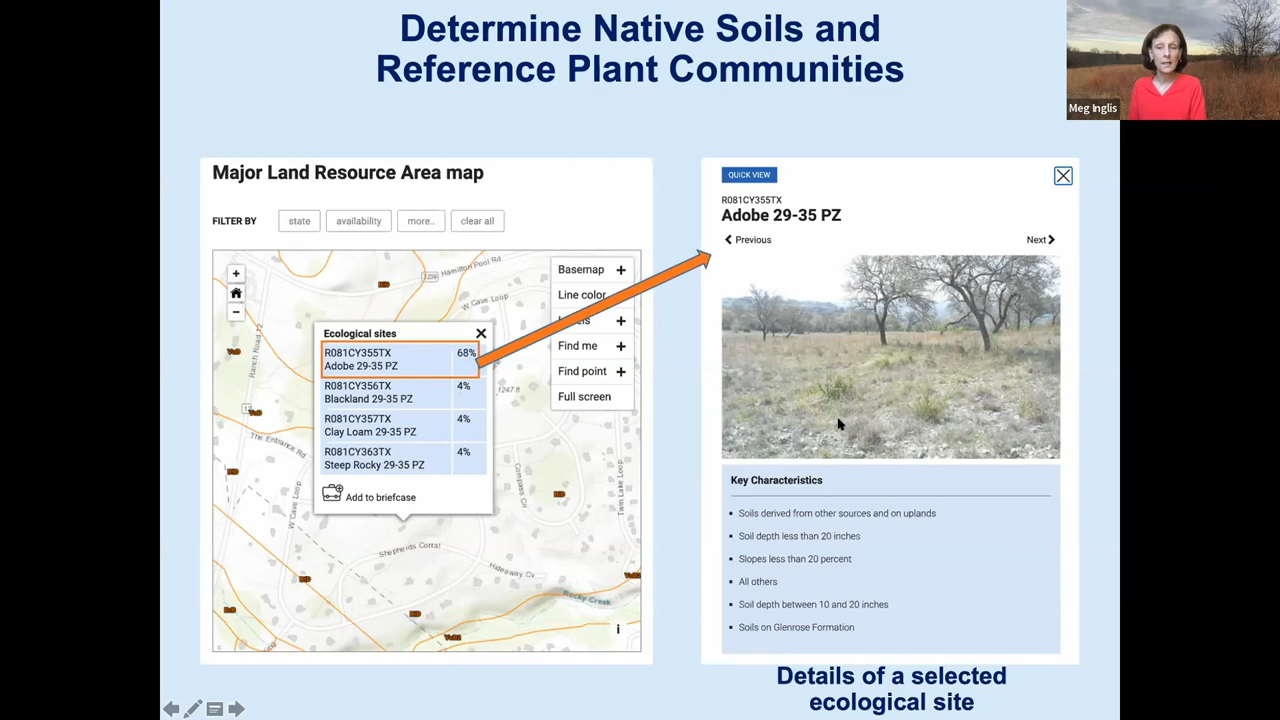 Determine Native Soils and
Reference Plant Communities
Meg Inglis
Major Land Resource Area map
FILTER BY
state
availability
more..
clear all
Hamilton Pool Rd
W Cave Loop
Ranch Road 12
The Entrance Rd
W Cave Loop
1247 ft
Compass Cir
Twin Lake Loop
Shepherds Corral
Hideaway Cv
Rocky Creek
Basemap +
Line color
+
Find me +
Find point +
Full screen
Ecological sites
R081CY355TX 68%
Adobe 29-35 PZ
R081CY356TX 4%
Blackland 29-35 PZ
R081CY357TX 4%
Clay Loam 29-35 PZ
R081CY363TX 4%
Steep Rocky 29-35 PZ
Add to briefcase
QUICK VIEW
R081CY355TX
Adobe 29-35 PZ
Previous
Next
Key Characteristics
Soils derived from other sources and on uplands
Soil depth less than 20 inches
Slopes less than 20 percent
All others
Soil depth between 10 and 20 inches
Soils on Glenrose Formation
Details of a selected
ecological site